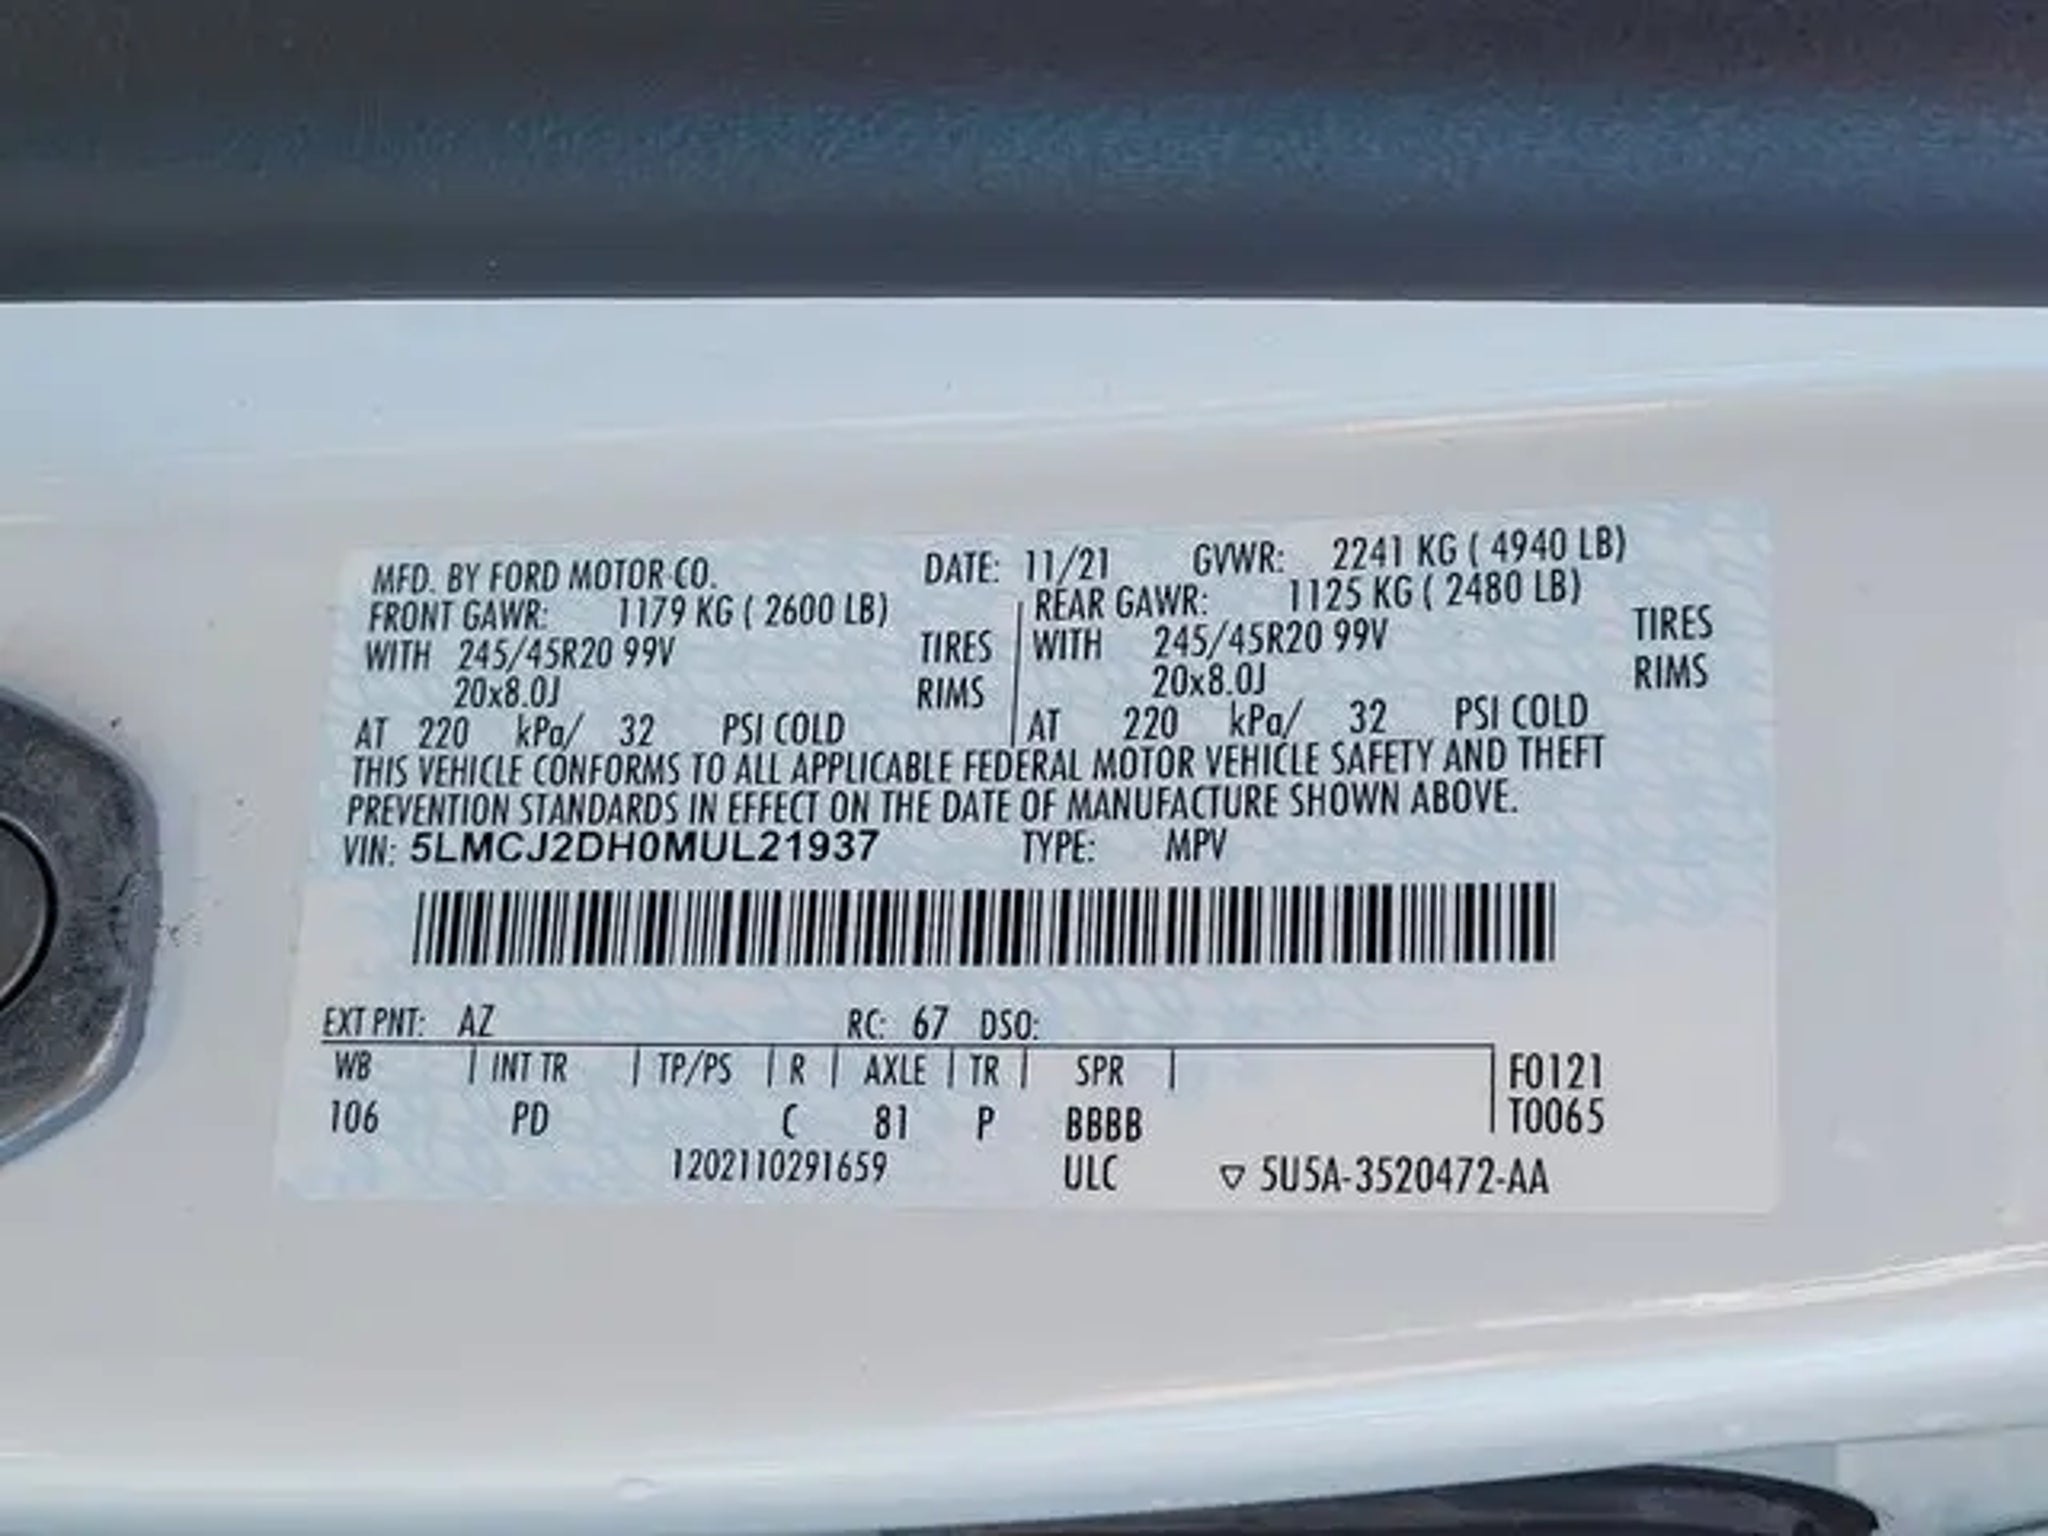 MFD. BY FORD MOTOR CO. DATE: 11/21 GVWR: 2241 KG ( 4940 LB)
FRONT GAWR: 1179 KG ( 2600 LB) REAR GAWR: 1125 KG ( 2480 LB)
WITH 245/45R20 99V TIRES WITH 245/45R20 99V TIRES
20x8.0J RIMS 20x8.0J RIMS
AT 220 kPa/ 32 PSI COLD AT 220 kPa/ 32 PSI COLD
THIS VEHICLE CONFORMS TO ALL APPLICABLE FEDERAL MOTOR VEHICLE SAFETY AND THEFT
PREVENTION STANDARDS IN EFFECT ON THE DATE OF MANUFACTURE SHOWN ABOVE.
VIN: 5LMCJ2DH0MUL21937 TYPE: MPV
EXT PNT: AZ RC: 67 DSO:
WB INT TR TP/PS R AXLE TR SPR F0121
106 PD C 81 P BBBB T0065
1202110291659 ULC ▽ 5U5A-3520472-AA